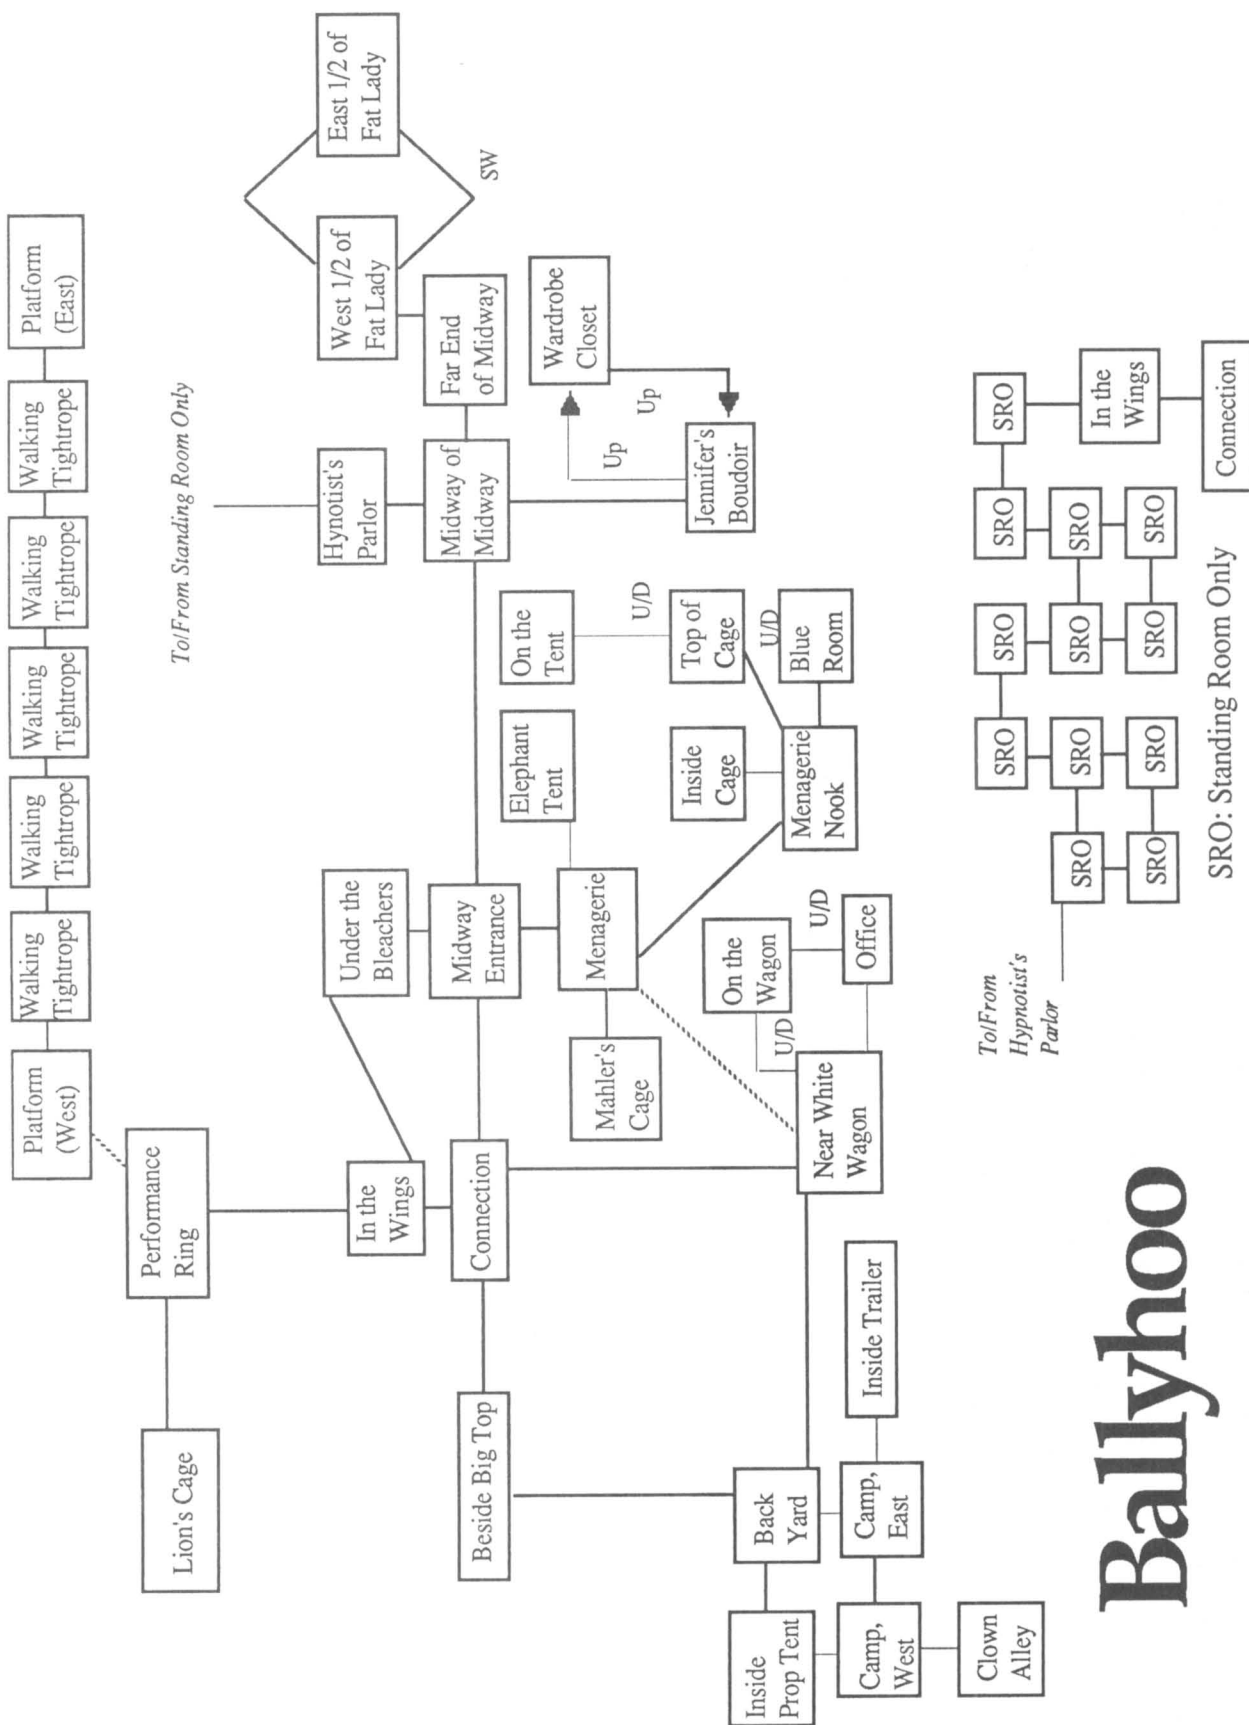 Platform
(West)
Walking
Tightrope
Walking
Tightrope
Walking
Tightrope
Walking
Tightrope
Walking
Tightrope
Platform
(East)
Lion's Cage
Performance
Ring
To/From Standing Room Only
In the
Wings
Under the
Bleachers
Hynotist's
Parlor
West 1/2 of
Fat Lady
East 1/2 of
Fat Lady
SW
Beside Big Top
Connection
Midway
Entrance
Midway of
Midway
Far End
of Midway
Mahler's
Cage
Menagerie
Elephant
Tent
On the
Tent
U/D
Wardrobe
Closet
Up
Up
Jennifer's
Boudoir
Inside
Cage
Top of
Cage
U/D
Blue
Room
Menagerie
Nook
On the
Wagon
U/D
U/D
Office
Near White
Wagon
Inside
Prop Tent
Back
Yard
Camp,
West
Camp,
East
Inside Trailer
Clown
Alley
Ballyhoo
To/From
Hypnotist's
Parlor
SRO
SRO
SRO
SRO
SRO
SRO
SRO
SRO
SRO
SRO
SRO
SRO
SRO
In the
Wings
Connection
SRO: Standing Room Only